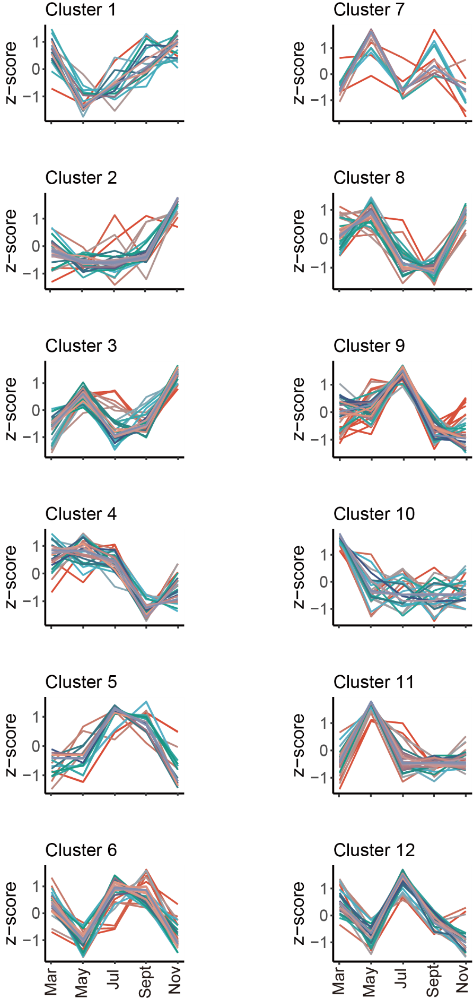 Cluster 1
z−score
1
0
−1
Cluster 7
z−score
1
0
−1
Cluster 2
z−score
1
0
−1
Cluster 8
z−score
1
0
−1
Cluster 3
z−score
1
0
−1
Cluster 9
z−score
1
0
−1
Cluster 4
z−score
1
0
−1
Cluster 10
z−score
1
0
−1
Cluster 5
z−score
1
0
−1
Cluster 11
z−score
1
0
−1
Cluster 6
z−score
1
0
−1
Mar May Jul Sept Nov
Cluster 12
z−score
1
0
−1
Mar May Jul Sept Nov